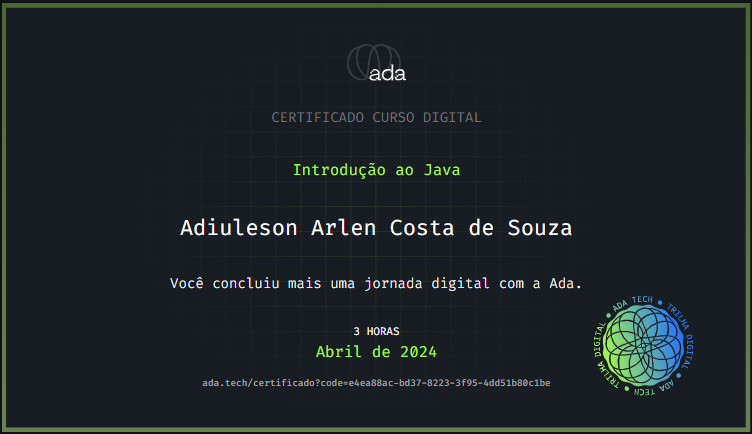 ada
CERTIFICADO CURSO DIGITAL
Introdução ao Java
Adiuleson Arlen Costa de Souza
Você concluiu mais uma jornada digital com a Ada.
3 HORAS
Abril de 2024
ada.tech/certificado?code=e4ea88ac-bd37-8223-3f95-4dd51b80c1be
ADA TECH • TRILHA DIGITAL • ADA TECH • TRILHA DIGITAL •